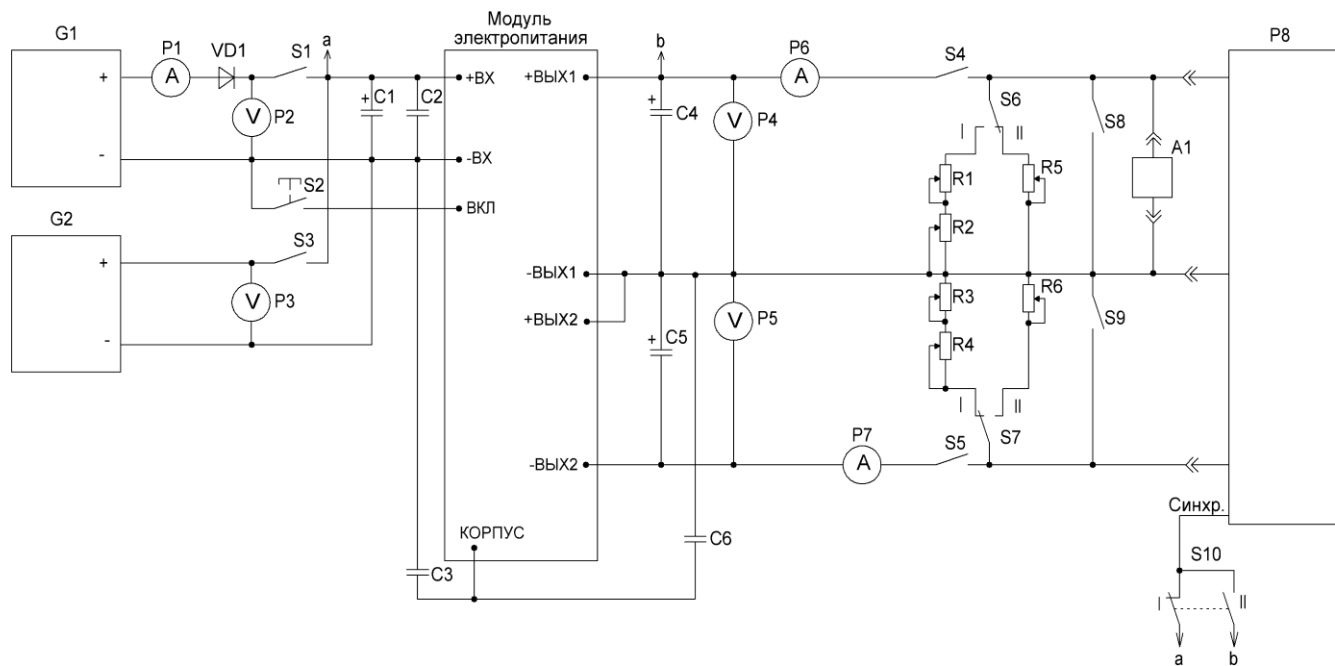 G1
P1
A
VD1
S1
a
Модуль
электропитания
b
P6
A
S4
P8
+
+ВХ
+ВЫХ1
V
P2
+
C1
C2
+
C4
V
P4
S6
I
II
S8
A1
-
-ВХ
S2
ВКЛ
R1
R5
R2
G2
+
S3
V
P3
-
-ВЫХ1
+ВЫХ2
+
C5
V
P5
R3
R6
R4
S9
I
II
S7
-ВЫХ2
P7
A
S5
КОРПУС
C3
C6
Синхр.
S10
I
II
a
b